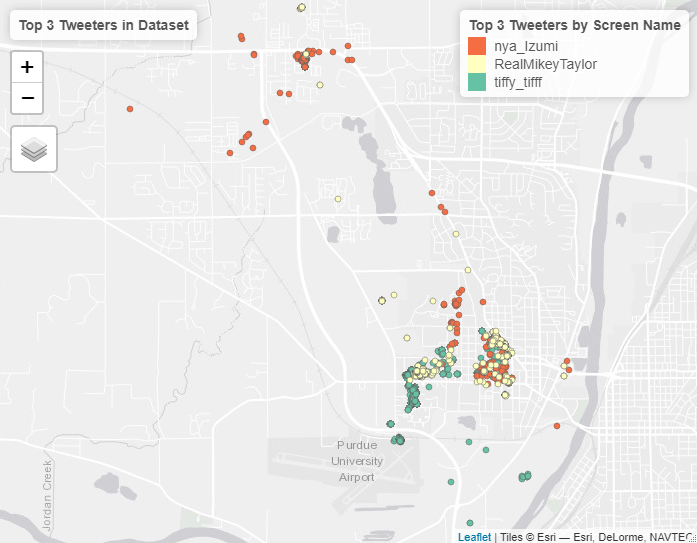 Top 3 Tweeters in Dataset
+
−
Top 3 Tweeters by Screen Name
nya_Izumi
RealMikeyTaylor
tiffy_tifff
Purdue
University
Airport
Jordan Creek
Leaflet | Tiles © Esri — Esri, DeLorme, NAVTEQ